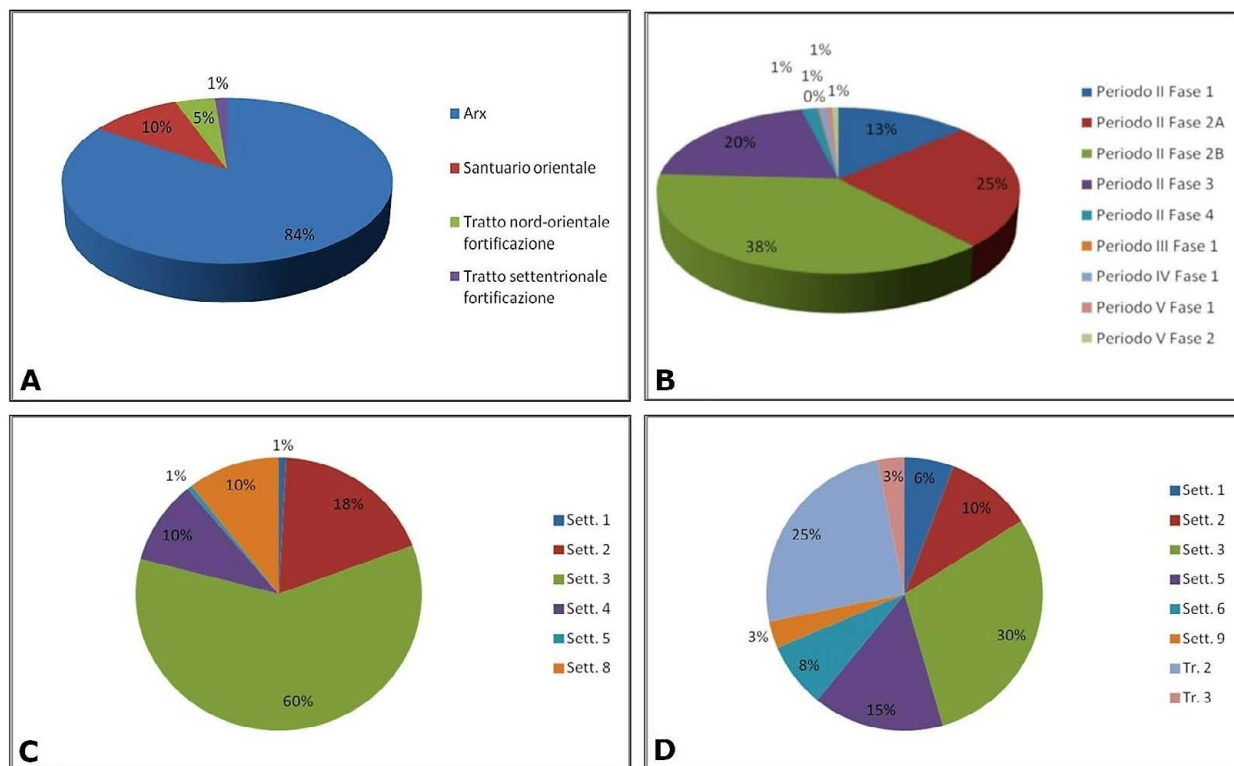 1%
10%
5%
84%
Arx
Santuario orientale
Tratto nord-orientale
fortificazione
Tratto settentrionale
fortificazione
A
1%
1%
1%
0%
1%
13%
20%
25%
38%
Periodo II Fase 1
Periodo II Fase 2A
Periodo II Fase 2B
Periodo II Fase 3
Periodo II Fase 4
Periodo III Fase 1
Periodo IV Fase 1
Periodo V Fase 1
Periodo V Fase 2
B
1%
1%
10%
18%
10%
60%
Sett. 1
Sett. 2
Sett. 3
Sett. 4
Sett. 5
Sett. 8
C
3%
6%
10%
25%
30%
3%
8%
15%
Sett. 1
Sett. 2
Sett. 3
Sett. 5
Sett. 6
Sett. 9
Tr. 2
Tr. 3
D